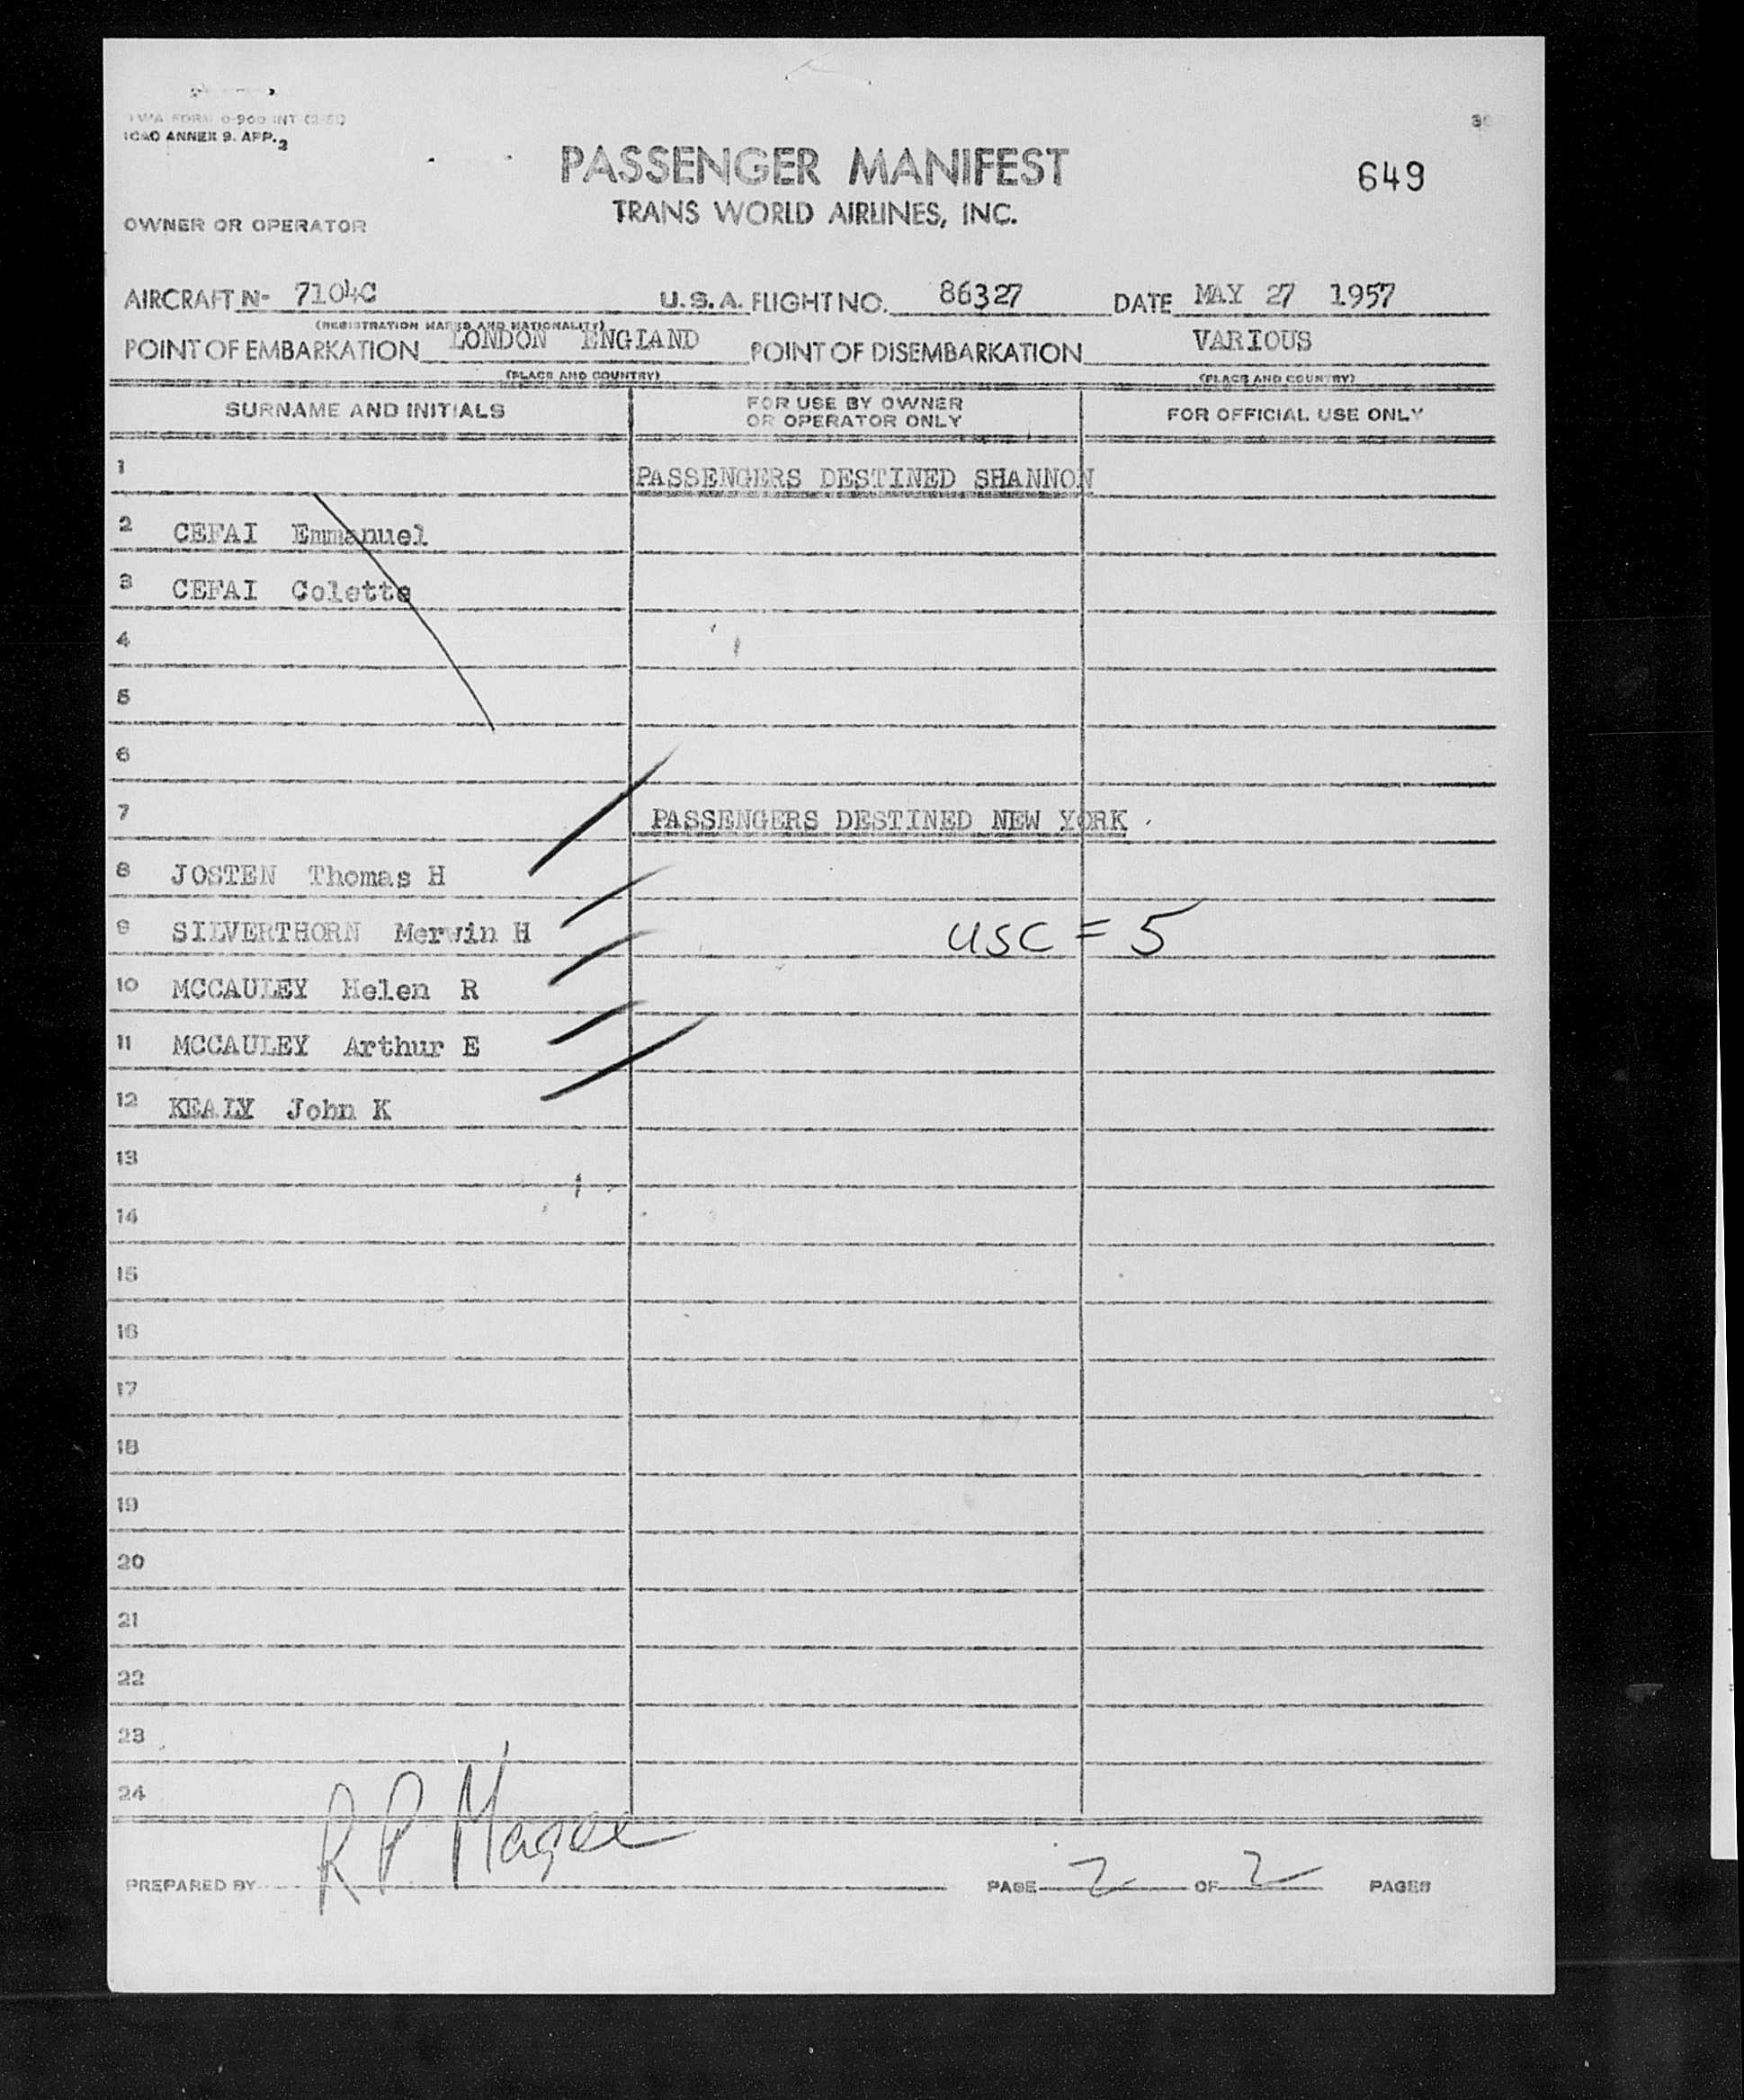 TWA FORM 0-900 INT
ICAO ANNEX 9. APP. 2
PASSENGER MANIFEST
649
TRANS WORLD AIRLINES, INC.
OWNER OR OPERATOR
AIRCRAFT N- 7104C U.S.A. FLIGHT NO. 86327 DATE MAY 27 1957
(REGISTRATION MARKS AND NATIONALITY)
POINT OF EMBARKATION LONDON ENGLAND POINT OF DISEMBARKATION VARIOUS
(PLACE AND COUNTRY) (PLACE AND COUNTRY)
SURNAME AND INITIALS FOR USE BY OWNER OR OPERATOR ONLY FOR OFFICIAL USE ONLY
1 PASSENGERS DESTINED SHANNON
2 CEFAI Emmanuel
3 CEFAI Colette
4
5
6
7 PASSENGERS DESTINED NEW YORK
8 JOSTEN Thomas H
9 SILVERTHORN Merwin H USC = 5
10 MCCAULEY Helen R
11 MCCAULEY Arthur E
12 KEALY John K
13
14
15
16
17
18
19
20
21
22
23
24
PREPARED BY R P Magee PAGE 2 OF 2 PAGES